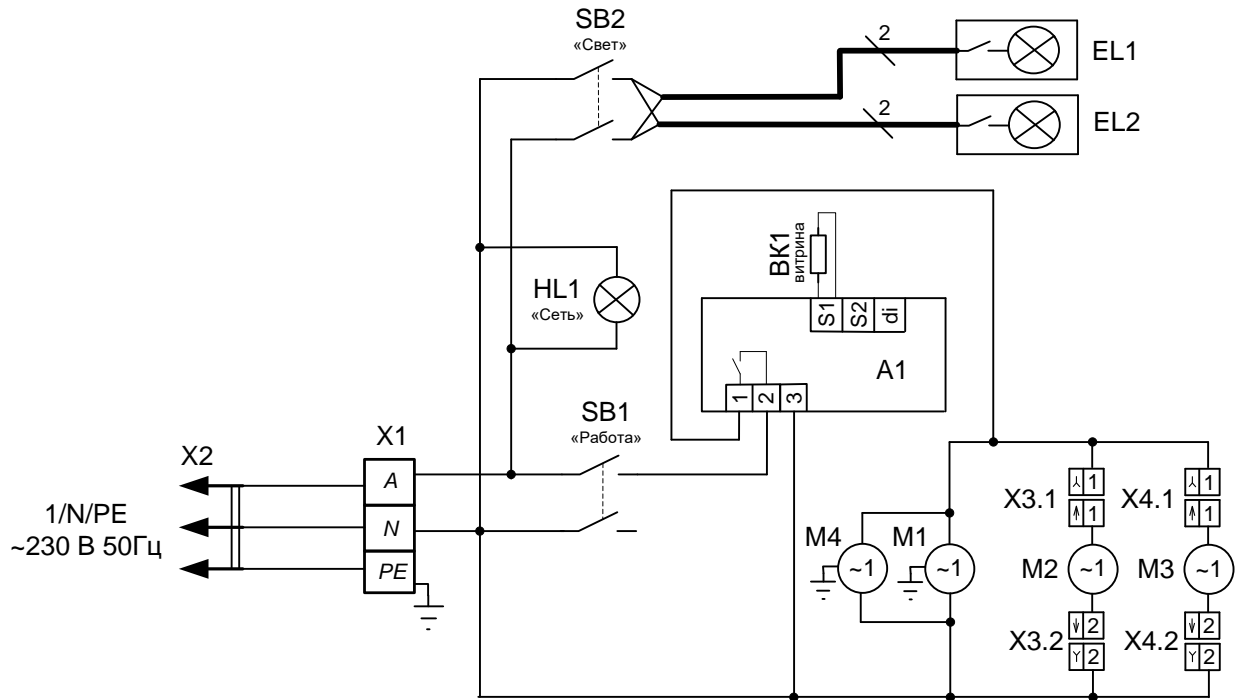 SB2
«Свет»
2
EL1
2
EL2
ВК1
витрина
HL1
«Сеть»
S1
S2
di
A1
1
2
3
SB1
«Работа»
X1
X2
A
N
PE
1/N/PE
~230 В 50Гц
X3.1
1
1
X4.1
1
1
M4
~1
M1
~1
M2
~1
M3
~1
X3.2
2
2
X4.2
2
2